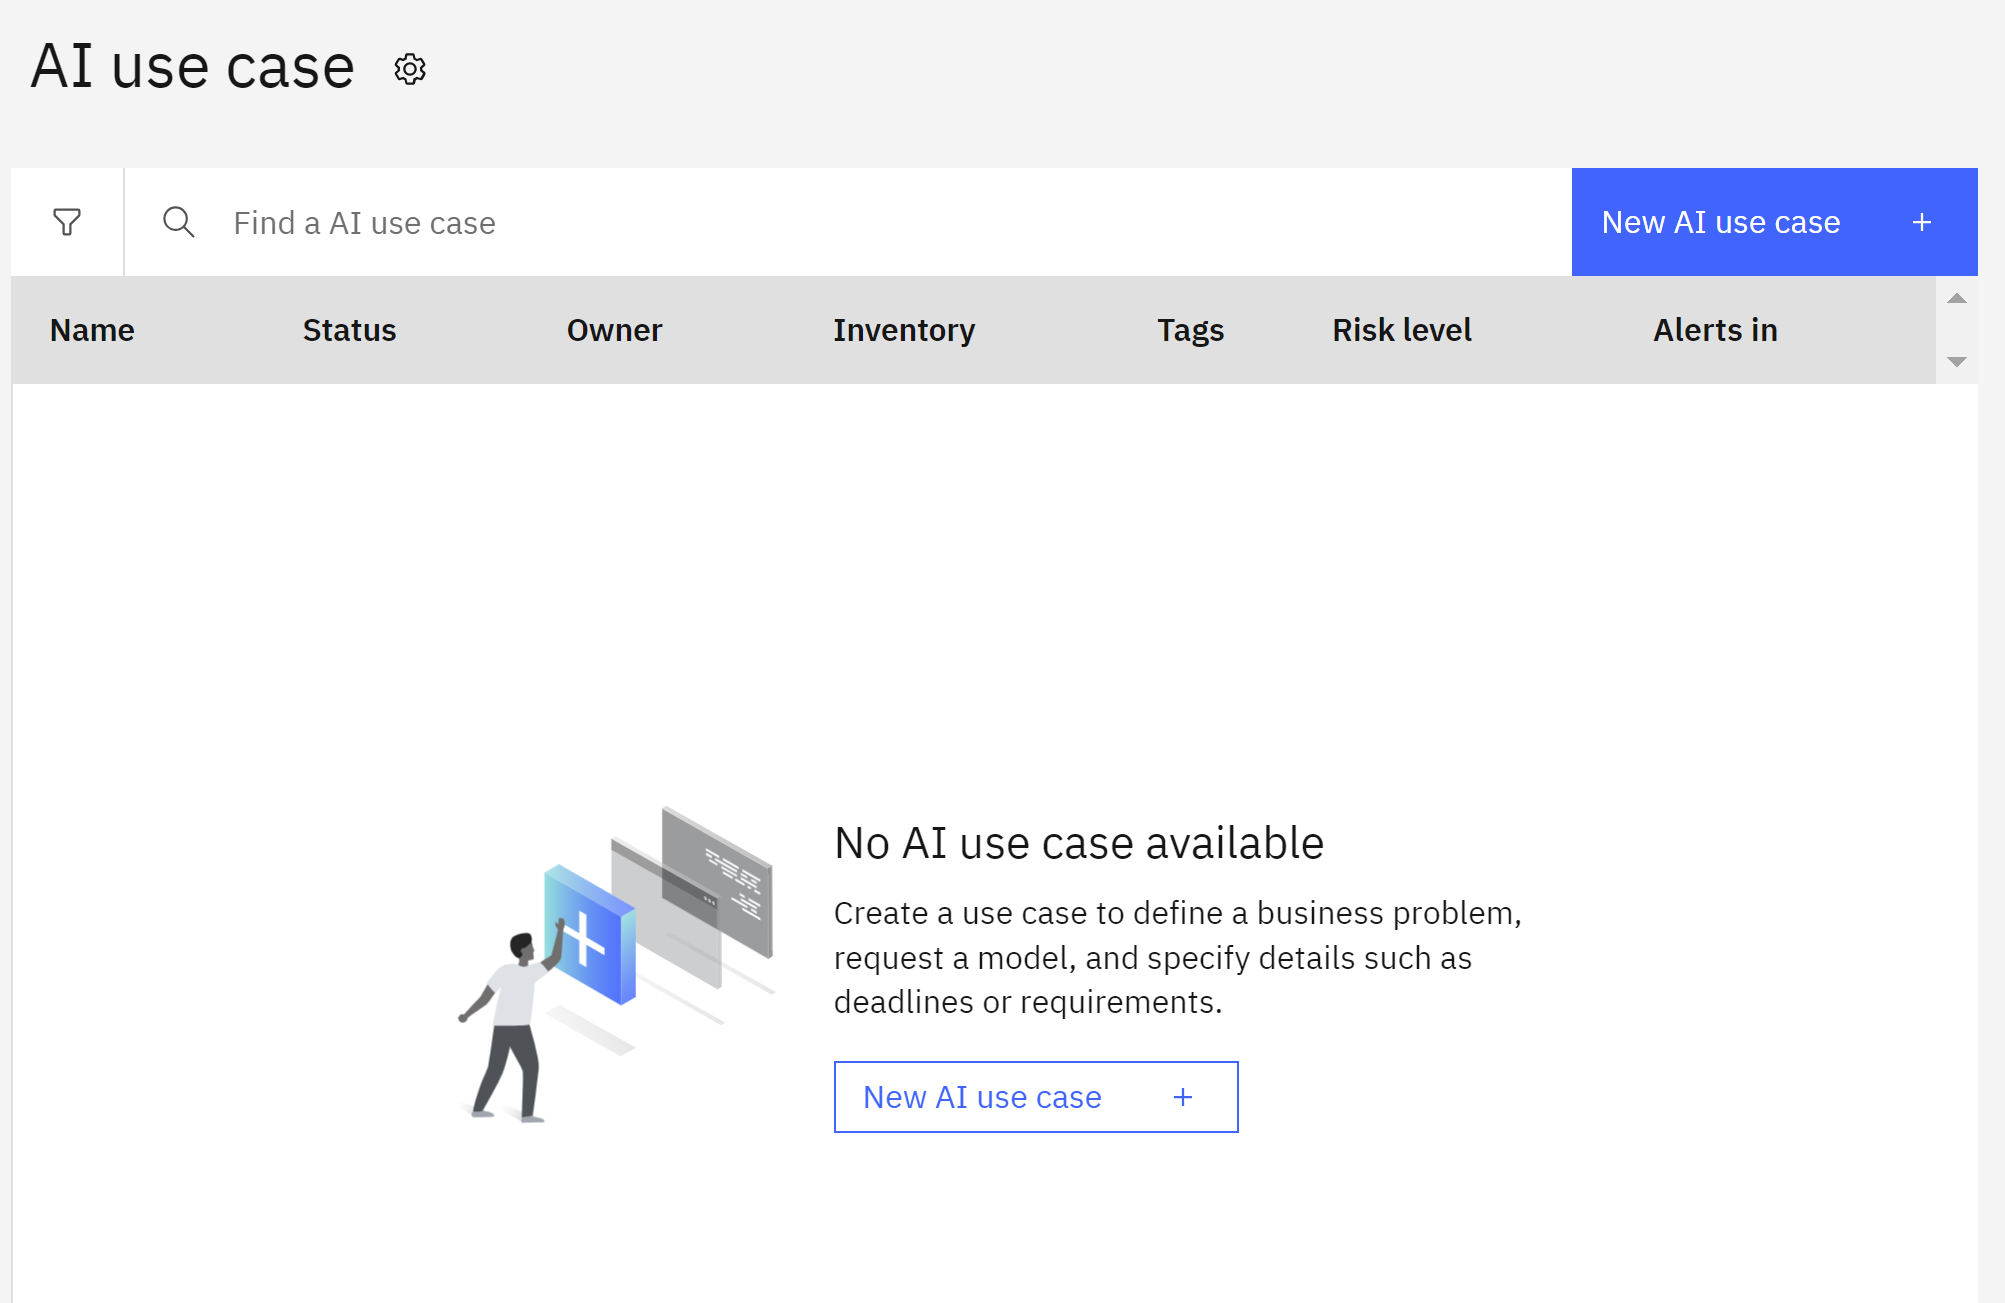 AI use case
Find a AI use case
New AI use case +
Name Status Owner Inventory Tags Risk level Alerts in
No AI use case available
Create a use case to define a business problem,
request a model, and specify details such as
deadlines or requirements.
New AI use case +